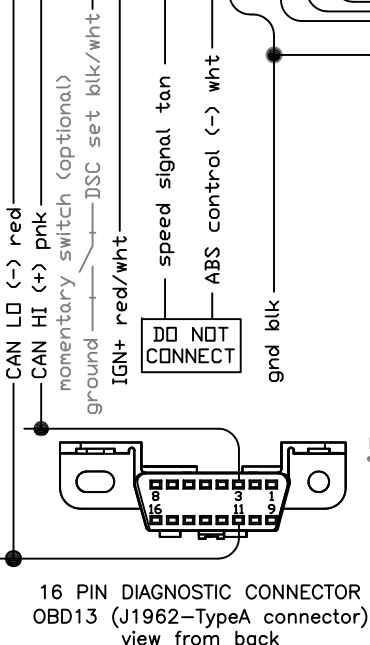 CAN LO (-) red
CAN HI (+) pnk
momentary switch (optional)
ground
DSC set blk/wht
IGN+ red/wht
speed signal tan
ABS control (-) wht
gnd blk
DO NOT
CONNECT
8 3 1
16 11 9
16 PIN DIAGNOSTIC CONNECTOR
OBD13 (J1962-TypeA connector)
view from back